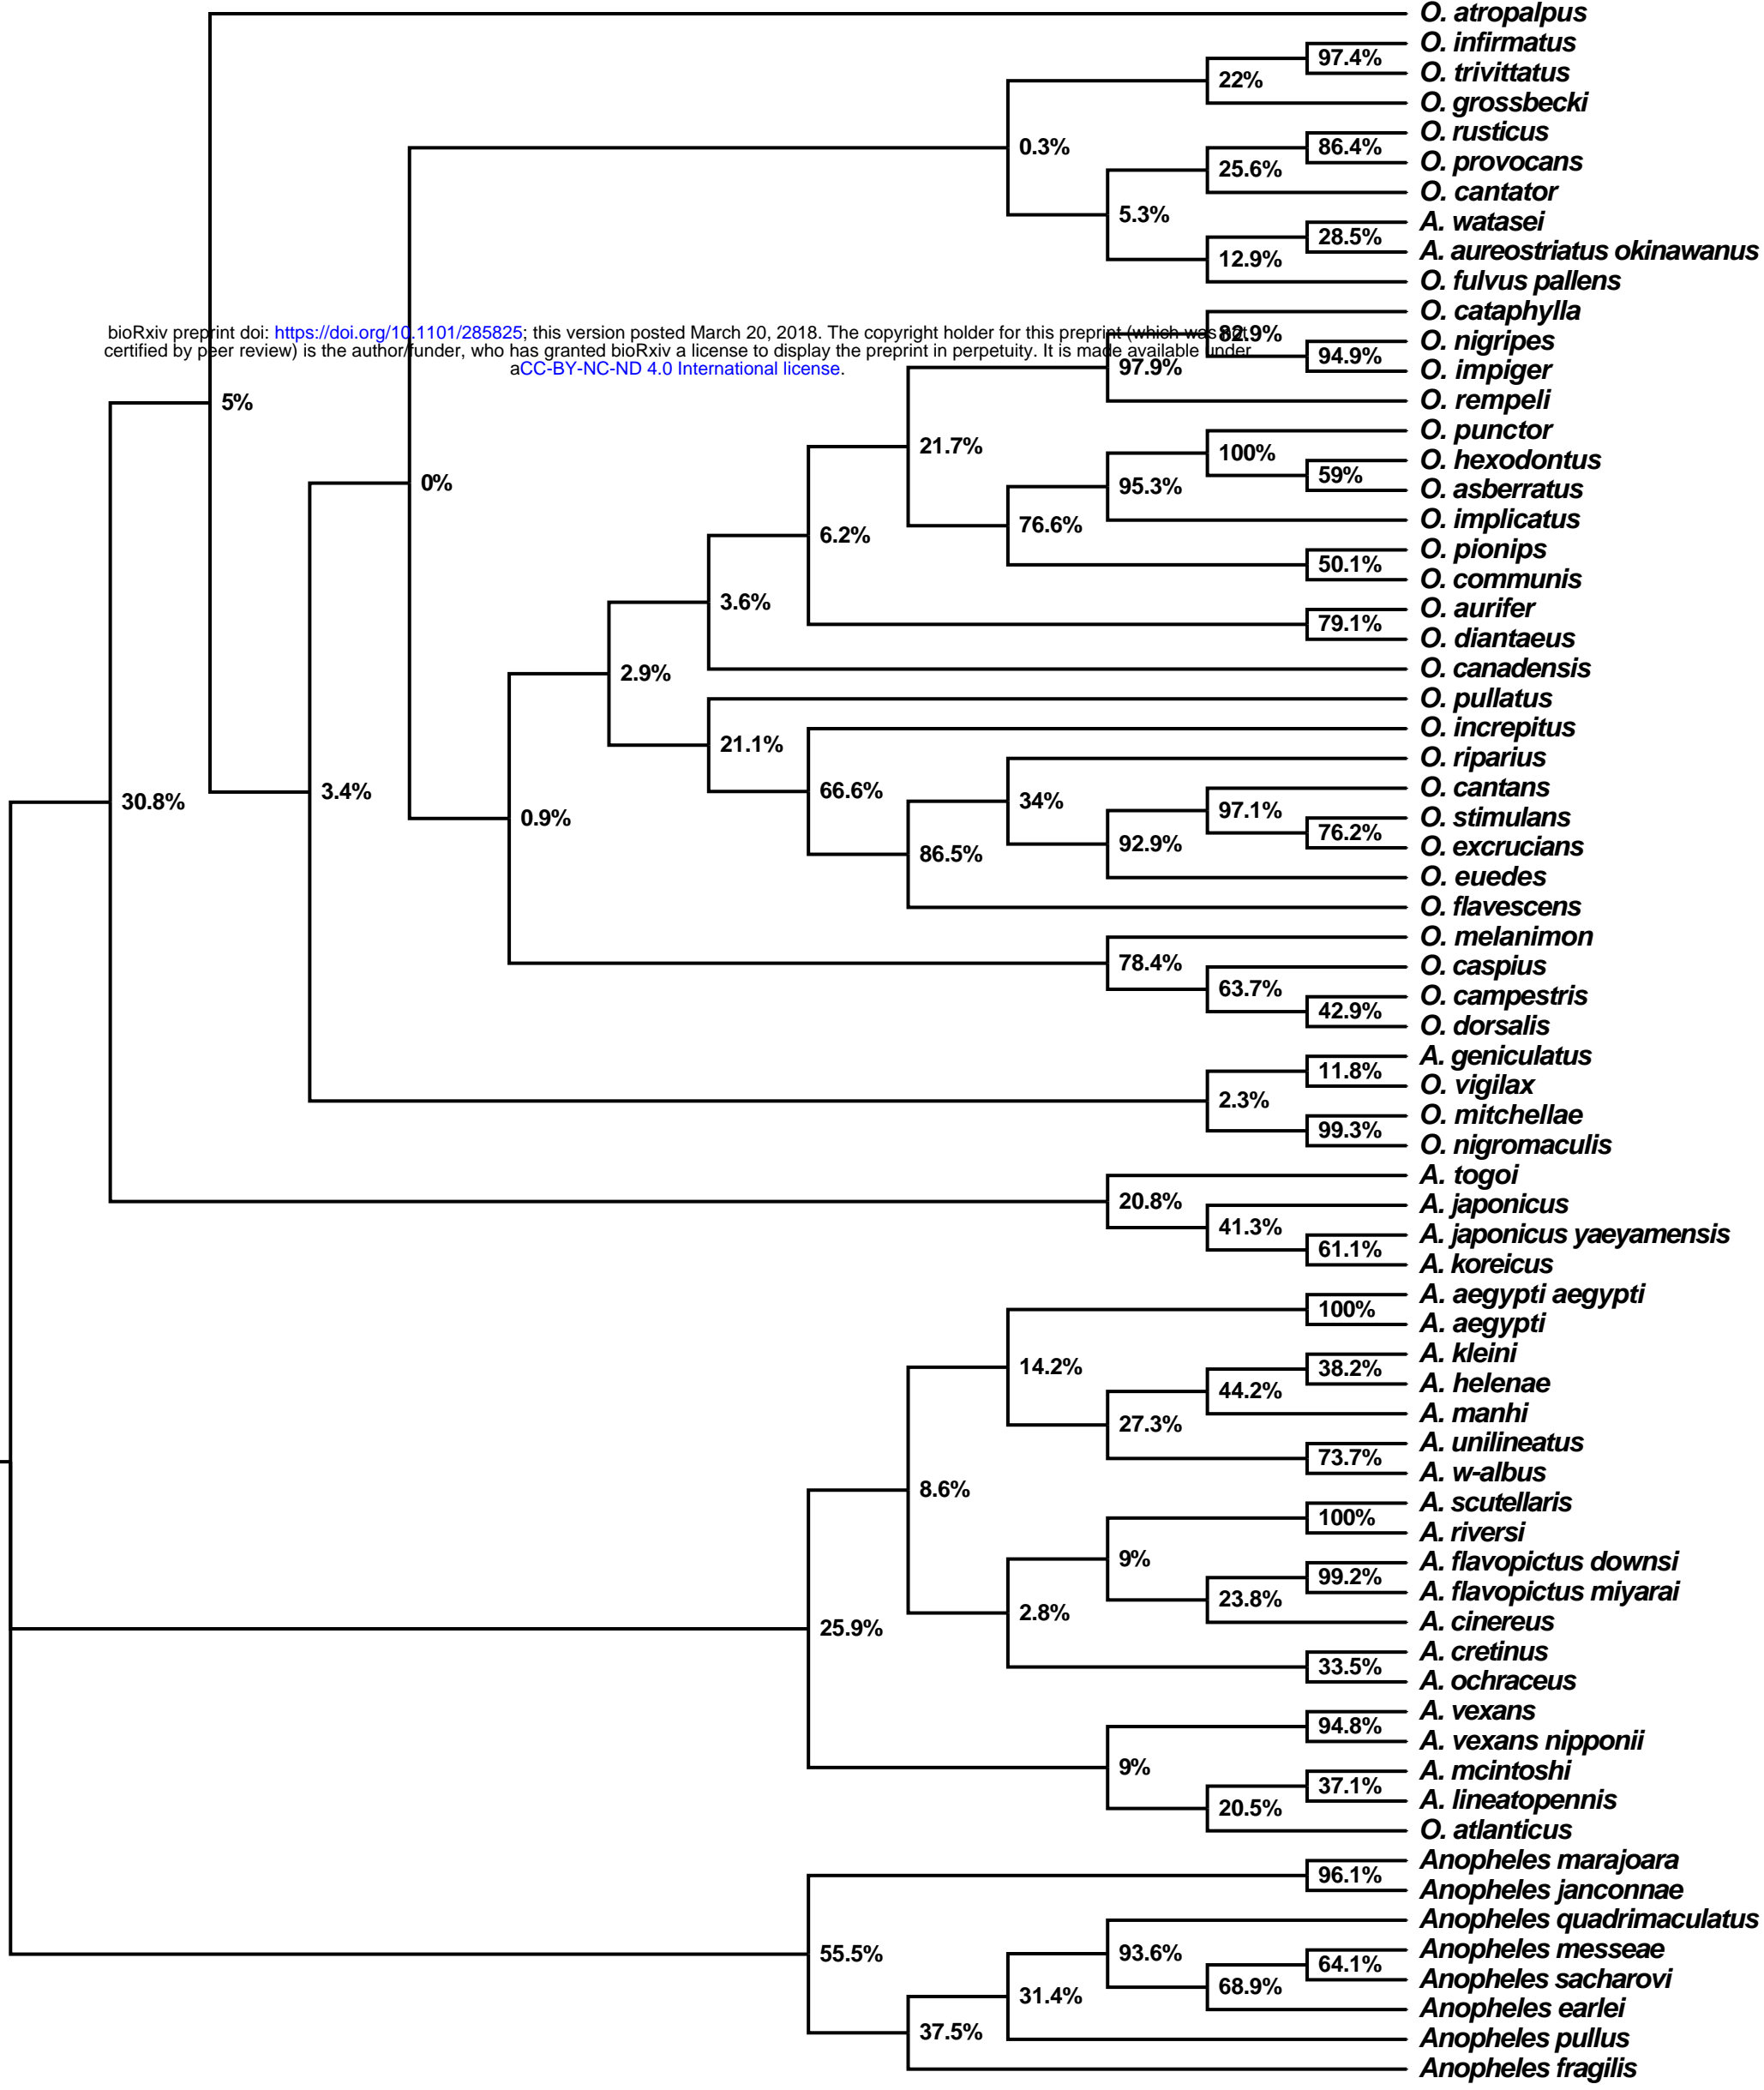 O. atropalpus
O. infirmatus
97.4%
O. trivittatus
22%
O. grossbecki
O. rusticus
86.4%
0.3%
O. provocans
25.6%
O. cantator
5.3%
A. watasei
28.5%
A. aureostriatus okinawanus
12.9%
O. fulvus pallens
O. cataphylla
bioRxiv preprint doi: https://doi.org/10.1101/285825; this version posted March 20, 2018. The copyright holder for this preprint (which was not
certified by peer review) is the author/funder, who has granted bioRxiv a license to display the preprint in perpetuity. It is made available under
aCC-BY-NC-ND 4.0 International license.
82.9%
O. nigripes
94.9%
97.9%
O. impiger
5%
O. rempeli
O. punctor
21.7%
100%
O. hexodontus
59%
0%
95.3%
O. asberratus
76.6%
O. implicatus
6.2%
O. pionips
50.1%
O. communis
3.6%
O. aurifer
79.1%
O. diantaeus
2.9%
O. canadensis
O. pullatus
21.1%
O. increpitus
O. riparius
30.8%
3.4%
66.6%
34%
O. cantans
97.1%
0.9%
O. stimulans
76.2%
86.5%
92.9%
O. excrucians
O. euedes
O. flavescens
O. melanimon
78.4%
O. caspius
63.7%
O. campestris
42.9%
O. dorsalis
A. geniculatus
11.8%
O. vigilax
2.3%
O. mitchellae
99.3%
O. nigromaculis
A. togoi
20.8%
A. japonicus
41.3%
A. japonicus yaeyamensis
61.1%
A. koreicus
A. aegypti aegypti
100%
A. aegypti
A. kleini
14.2%
38.2%
A. helenae
44.2%
A. manhi
27.3%
A. unilineatus
73.7%
A. w-albus
8.6%
A. scutellaris
100%
A. riversi
9%
A. flavopictus downsi
99.2%
A. flavopictus miyarai
23.8%
2.8%
A. cinereus
25.9%
A. cretinus
33.5%
A. ochraceus
A. vexans
94.8%
A. vexans nipponii
9%
A. mcintoshi
37.1%
A. lineatopennis
20.5%
O. atlanticus
Anopheles marajoara
96.1%
Anopheles janconnae
Anopheles quadrimaculatus
55.5%
93.6%
Anopheles messeae
64.1%
Anopheles sacharovi
68.9%
31.4%
Anopheles earlei
37.5%
Anopheles pullus
Anopheles fragilis